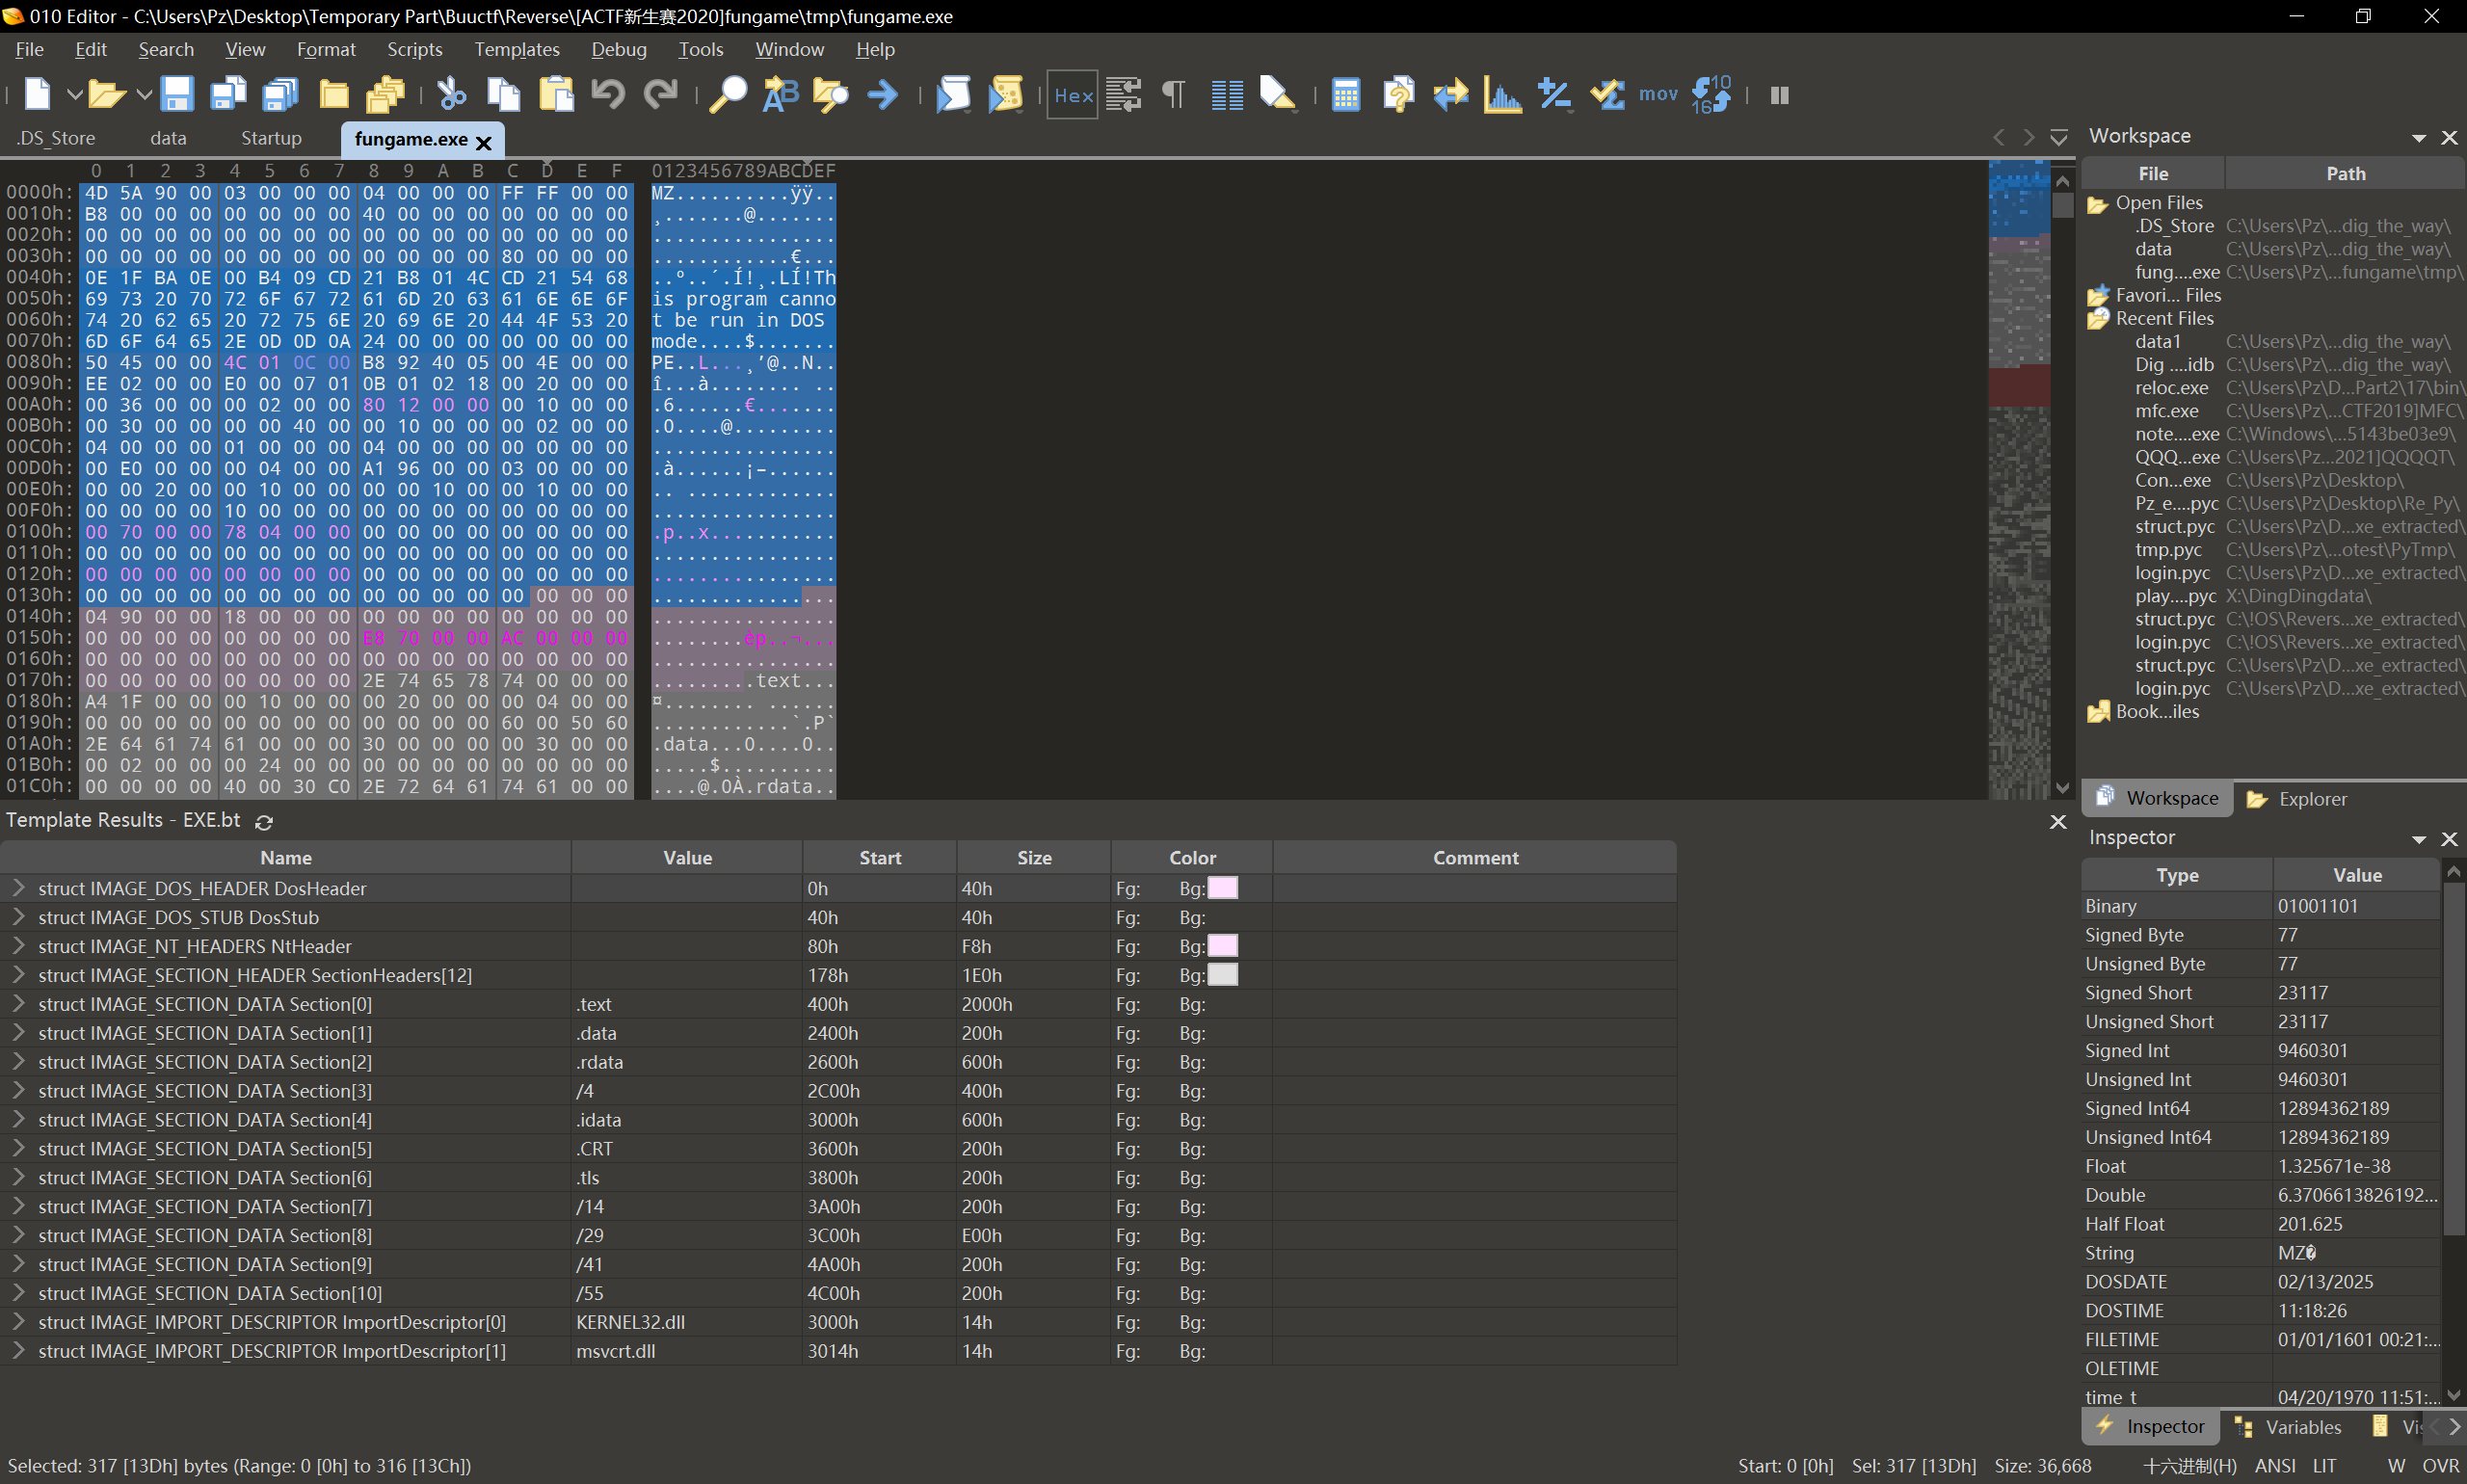 010 Editor - C:\Users\Pz\Desktop\Temporary Part\Buuctf\Reverse\[ACTF新生赛2020]fungame\tmp\fungame.exe
File Edit Search View Format Scripts Templates Debug Tools Window Help
Hex mov 10 16
.DS_Store data Startup fungame.exe
0 1 2 3 4 5 6 7 8 9 A B C D E F 0123456789ABCDEF
0000h: 4D 5A 90 00 03 00 00 00 04 00 00 00 FF FF 00 00 MZ..........ÿÿ..
0010h: B8 00 00 00 00 00 00 00 40 00 00 00 00 00 00 00 ¸.......@.......
0020h: 00 00 00 00 00 00 00 00 00 00 00 00 00 00 00 00 ................
0030h: 00 00 00 00 00 00 00 00 00 00 00 00 80 00 00 00 ............€...
0040h: 0E 1F BA 0E 00 B4 09 CD 21 B8 01 4C CD 21 54 68 ..º..´.Í!¸.LÍ!Th
0050h: 69 73 20 70 72 6F 67 72 61 6D 20 63 61 6E 6E 6F is program canno
0060h: 74 20 62 65 20 72 75 6E 20 69 6E 20 44 4F 53 20 t be run in DOS
0070h: 6D 6F 64 65 2E 0D 0D 0A 24 00 00 00 00 00 00 00 mode....$.......
0080h: 50 45 00 00 4C 01 0C 00 B8 92 40 05 00 4E 00 00 PE..L...¸’@..N..
0090h: EE 02 00 00 E0 00 07 01 0B 01 02 18 00 20 00 00 î...à........ ..
00A0h: 00 36 00 00 00 02 00 00 80 12 00 00 00 10 00 00 .6......€.......
00B0h: 00 30 00 00 00 00 40 00 00 10 00 00 00 02 00 00 .0....@.........
00C0h: 04 00 00 00 01 00 00 00 04 00 00 00 00 00 00 00 ................
00D0h: 00 E0 00 00 00 04 00 00 A1 96 00 00 03 00 00 00 .à......¡–......
00E0h: 00 00 20 00 00 10 00 00 00 00 10 00 00 10 00 00 .. .............
00F0h: 00 00 00 00 10 00 00 00 00 00 00 00 00 00 00 00 ................
0100h: 00 70 00 00 78 04 00 00 00 00 00 00 00 00 00 00 .p..x...........
0110h: 00 00 00 00 00 00 00 00 00 00 00 00 00 00 00 00 ................
0120h: 00 00 00 00 00 00 00 00 00 00 00 00 00 00 00 00 ................
0130h: 00 00 00 00 00 00 00 00 00 00 00 00 00 00 00 00 ................
0140h: 04 90 00 00 18 00 00 00 00 00 00 00 00 00 00 00 ................
0150h: 00 00 00 00 00 00 00 00 E8 70 00 00 AC 00 00 00 ........èp..¬...
0160h: 00 00 00 00 00 00 00 00 00 00 00 00 00 00 00 00 ................
0170h: 00 00 00 00 00 00 00 00 2E 74 65 78 74 00 00 00 .........text...
0180h: A4 1F 00 00 00 10 00 00 00 20 00 00 00 04 00 00 ¤........ ......
0190h: 00 00 00 00 00 00 00 00 00 00 00 00 60 00 50 60 ............`.P`
01A0h: 2E 64 61 74 61 00 00 00 30 00 00 00 00 30 00 00 .data...0....0..
01B0h: 00 02 00 00 00 24 00 00 00 00 00 00 00 00 00 00 .....$..........
01C0h: 00 00 00 00 40 00 30 C0 2E 72 64 61 74 61 00 00 ....@.0À.rdata..
Workspace
File Path
Open Files
.DS_Store C:\Users\Pz\...dig_the_way\
data C:\Users\Pz\...dig_the_way\
fung....exe C:\Users\Pz\...fungame\tmp\
Favori... Files
Recent Files
data1 C:\Users\Pz\...dig_the_way\
Dig ....idb C:\Users\Pz\...dig_the_way\
reloc.exe C:\Users\Pz\D...Part2\17\bin\
mfc.exe C:\Users\Pz\...CTF2019]MFC\
note....exe C:\Windows\...5143be03e9\
QQQ...exe C:\Users\Pz...2021]QQQQT\
Con...exe C:\Users\Pz\Desktop\
Pz_e....pyc C:\Users\Pz\Desktop\Re_Py\
struct.pyc C:\Users\Pz\D...xe_extracted\
tmp.pyc C:\Users\Pz\...otest\PyTmp\
login.pyc C:\Users\Pz\D...xe_extracted\
play....pyc X:\DingDingdata\
struct.pyc C:\!OS\Revers...xe_extracted\
login.pyc C:\!OS\Revers...xe_extracted\
struct.pyc C:\Users\Pz\D...xe_extracted\
login.pyc C:\Users\Pz\D...xe_extracted\
Book...iles
Workspace Explorer
Template Results - EXE.bt
Name Value Start Size Color Comment
struct IMAGE_DOS_HEADER DosHeader 0h 40h Fg: Bg:
struct IMAGE_DOS_STUB DosStub 40h 40h Fg: Bg:
struct IMAGE_NT_HEADERS NtHeader 80h F8h Fg: Bg:
struct IMAGE_SECTION_HEADER SectionHeaders[12] 178h 1E0h Fg: Bg:
struct IMAGE_SECTION_DATA Section[0] .text 400h 2000h Fg: Bg:
struct IMAGE_SECTION_DATA Section[1] .data 2400h 200h Fg: Bg:
struct IMAGE_SECTION_DATA Section[2] .rdata 2600h 600h Fg: Bg:
struct IMAGE_SECTION_DATA Section[3] /4 2C00h 400h Fg: Bg:
struct IMAGE_SECTION_DATA Section[4] .idata 3000h 600h Fg: Bg:
struct IMAGE_SECTION_DATA Section[5] .CRT 3600h 200h Fg: Bg:
struct IMAGE_SECTION_DATA Section[6] .tls 3800h 200h Fg: Bg:
struct IMAGE_SECTION_DATA Section[7] /14 3A00h 200h Fg: Bg:
struct IMAGE_SECTION_DATA Section[8] /29 3C00h E00h Fg: Bg:
struct IMAGE_SECTION_DATA Section[9] /41 4A00h 200h Fg: Bg:
struct IMAGE_SECTION_DATA Section[10] /55 4C00h 200h Fg: Bg:
struct IMAGE_IMPORT_DESCRIPTOR ImportDescriptor[0] KERNEL32.dll 3000h 14h Fg: Bg:
struct IMAGE_IMPORT_DESCRIPTOR ImportDescriptor[1] msvcrt.dll 3014h 14h Fg: Bg:
Inspector
Type Value
Binary 01001101
Signed Byte 77
Unsigned Byte 77
Signed Short 23117
Unsigned Short 23117
Signed Int 9460301
Unsigned Int 9460301
Signed Int64 12894362189
Unsigned Int64 12894362189
Float 1.325671e-38
Double 6.3706613826192...
Half Float 201.625
String MZ�
DOSDATE 02/13/2025
DOSTIME 11:18:26
FILETIME 01/01/1601 00:21:...
OLETIME
time_t 04/20/1970 11:51:...
Inspector Variables Vis
Selected: 317 [13Dh] bytes (Range: 0 [0h] to 316 [13Ch]) Start: 0 [0h] Sel: 317 [13Dh] Size: 36,668 十六进制(H) ANSI LIT W OVR